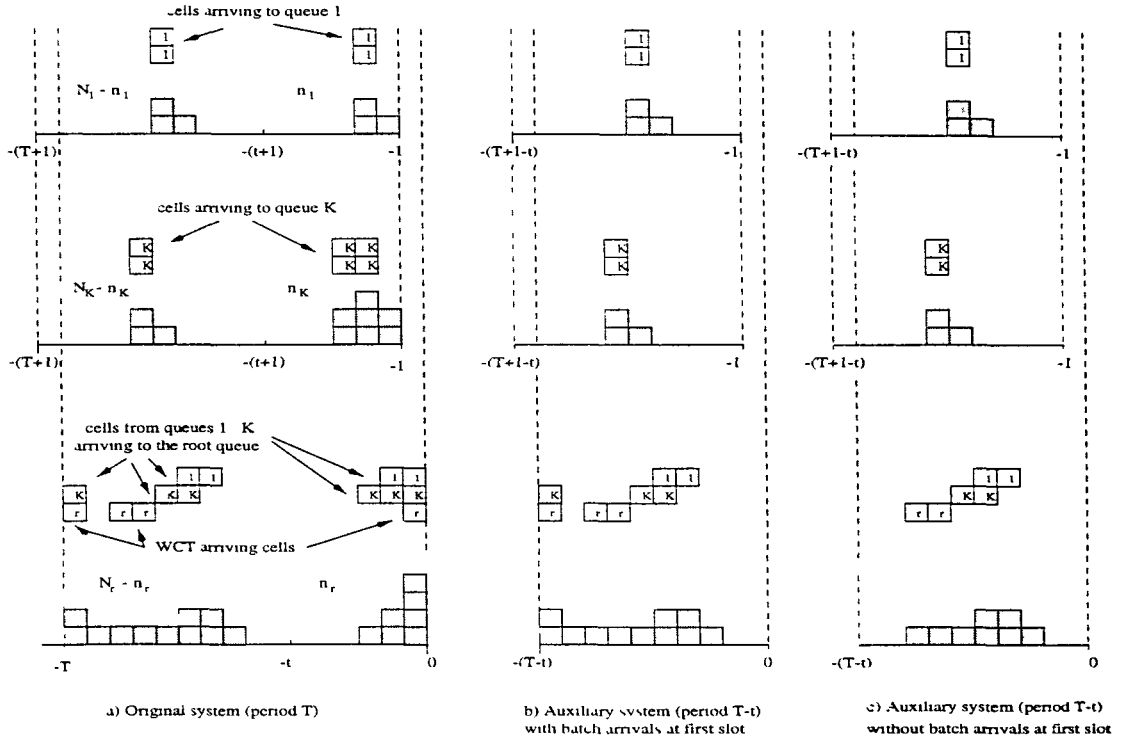 cells arriving to queue 1
1 1 1 1
1 1 1
N1 - n1 n1
-(T+1) -(t+1) -1 -(T+1-t) -1 -(T+1-t) -1
cells arriving to queue K
K K K K K
K K K K K
NK - nK nK
-(T+1) -(t+1) -1 -(T+1-t) -1 -(T+1-t) -1
cells from queues 1 K
arriving to the root queue
1 1 1 1 1 1 1 1
K K K K K K K K K K K
r r r r r r r r r
WCT arriving cells
Nr - nr nr
-T -t 0 -(T-t) 0 -(T-t) 0
a) Original system (period T)
b) Auxiliary system (period T-t)
with batch arrivals at first slot
c) Auxiliary system (period T-t)
without batch arrivals at first slot